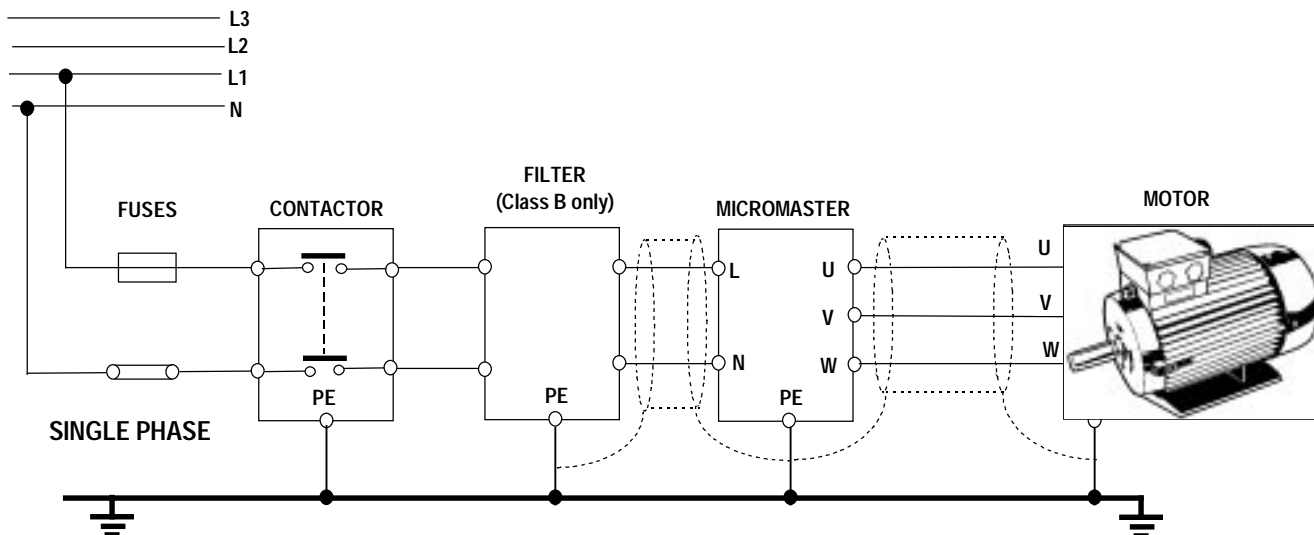 L3
L2
L1
N
FUSES
CONTACTOR
FILTER
(Class B only)
MICROMASTER
MOTOR
L
N
U
V
W
U
V
W
PE
PE
PE
SINGLE PHASE